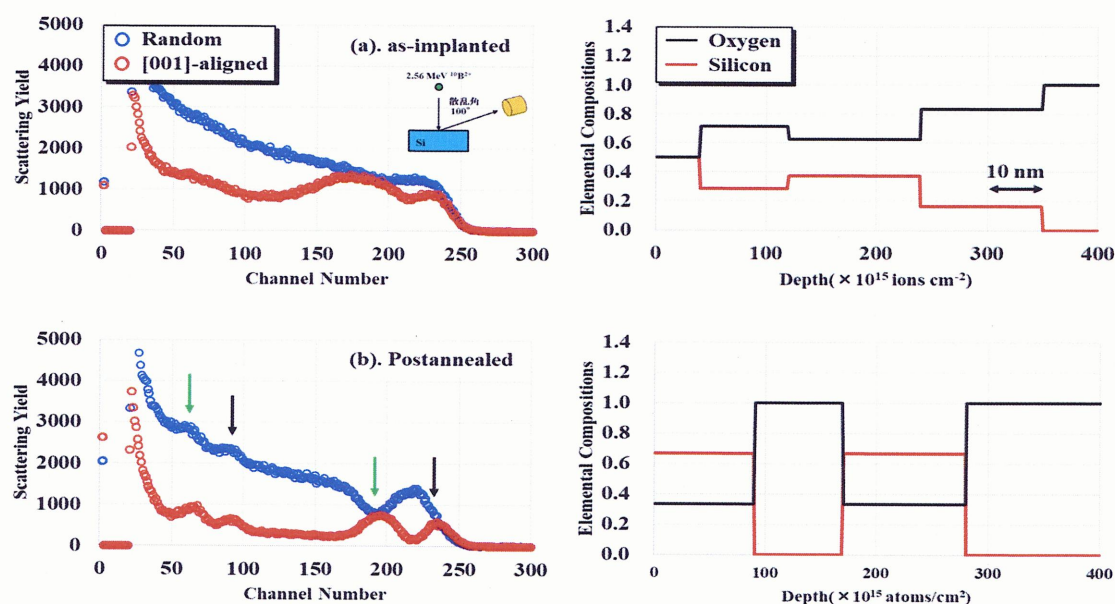 5000
4000
3000
2000
1000
0
Scattering Yield
Random
[001]-aligned
(a). as-implanted
2.56 MeV ¹⁰B²⁺
散乱角
100°
Si
0 50 100 150 200 250 300
Channel Number
1.4
1.2
1.0
0.8
0.6
0.4
0.2
0.0
Elemental Compositions
Oxygen
Silicon
10 nm
0 100 200 300 400
Depth( × 10¹⁵ ions cm⁻²)
5000
4000
3000
2000
1000
0
Scattering Yield
(b). Postannealed
0 50 100 150 200 250 300
Channel Number
1.4
1.2
1.0
0.8
0.6
0.4
0.2
0.0
Elemental Compositions
0 100 200 300 400
Depth( × 10¹⁵ atoms/cm²)